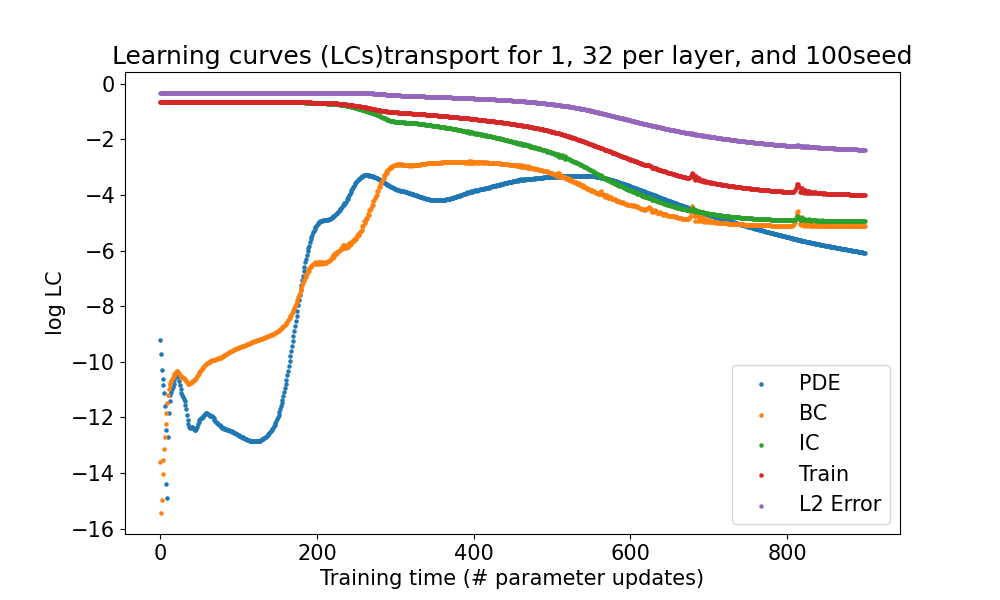 Learning curves (LCs)transport for 1, 32 per layer, and 100seed
0
−2
−4
−6
−8
−10
−12
−14
−16
log LC
0 200 400 600 800
Training time (# parameter updates)
PDE
BC
IC
Train
L2 Error